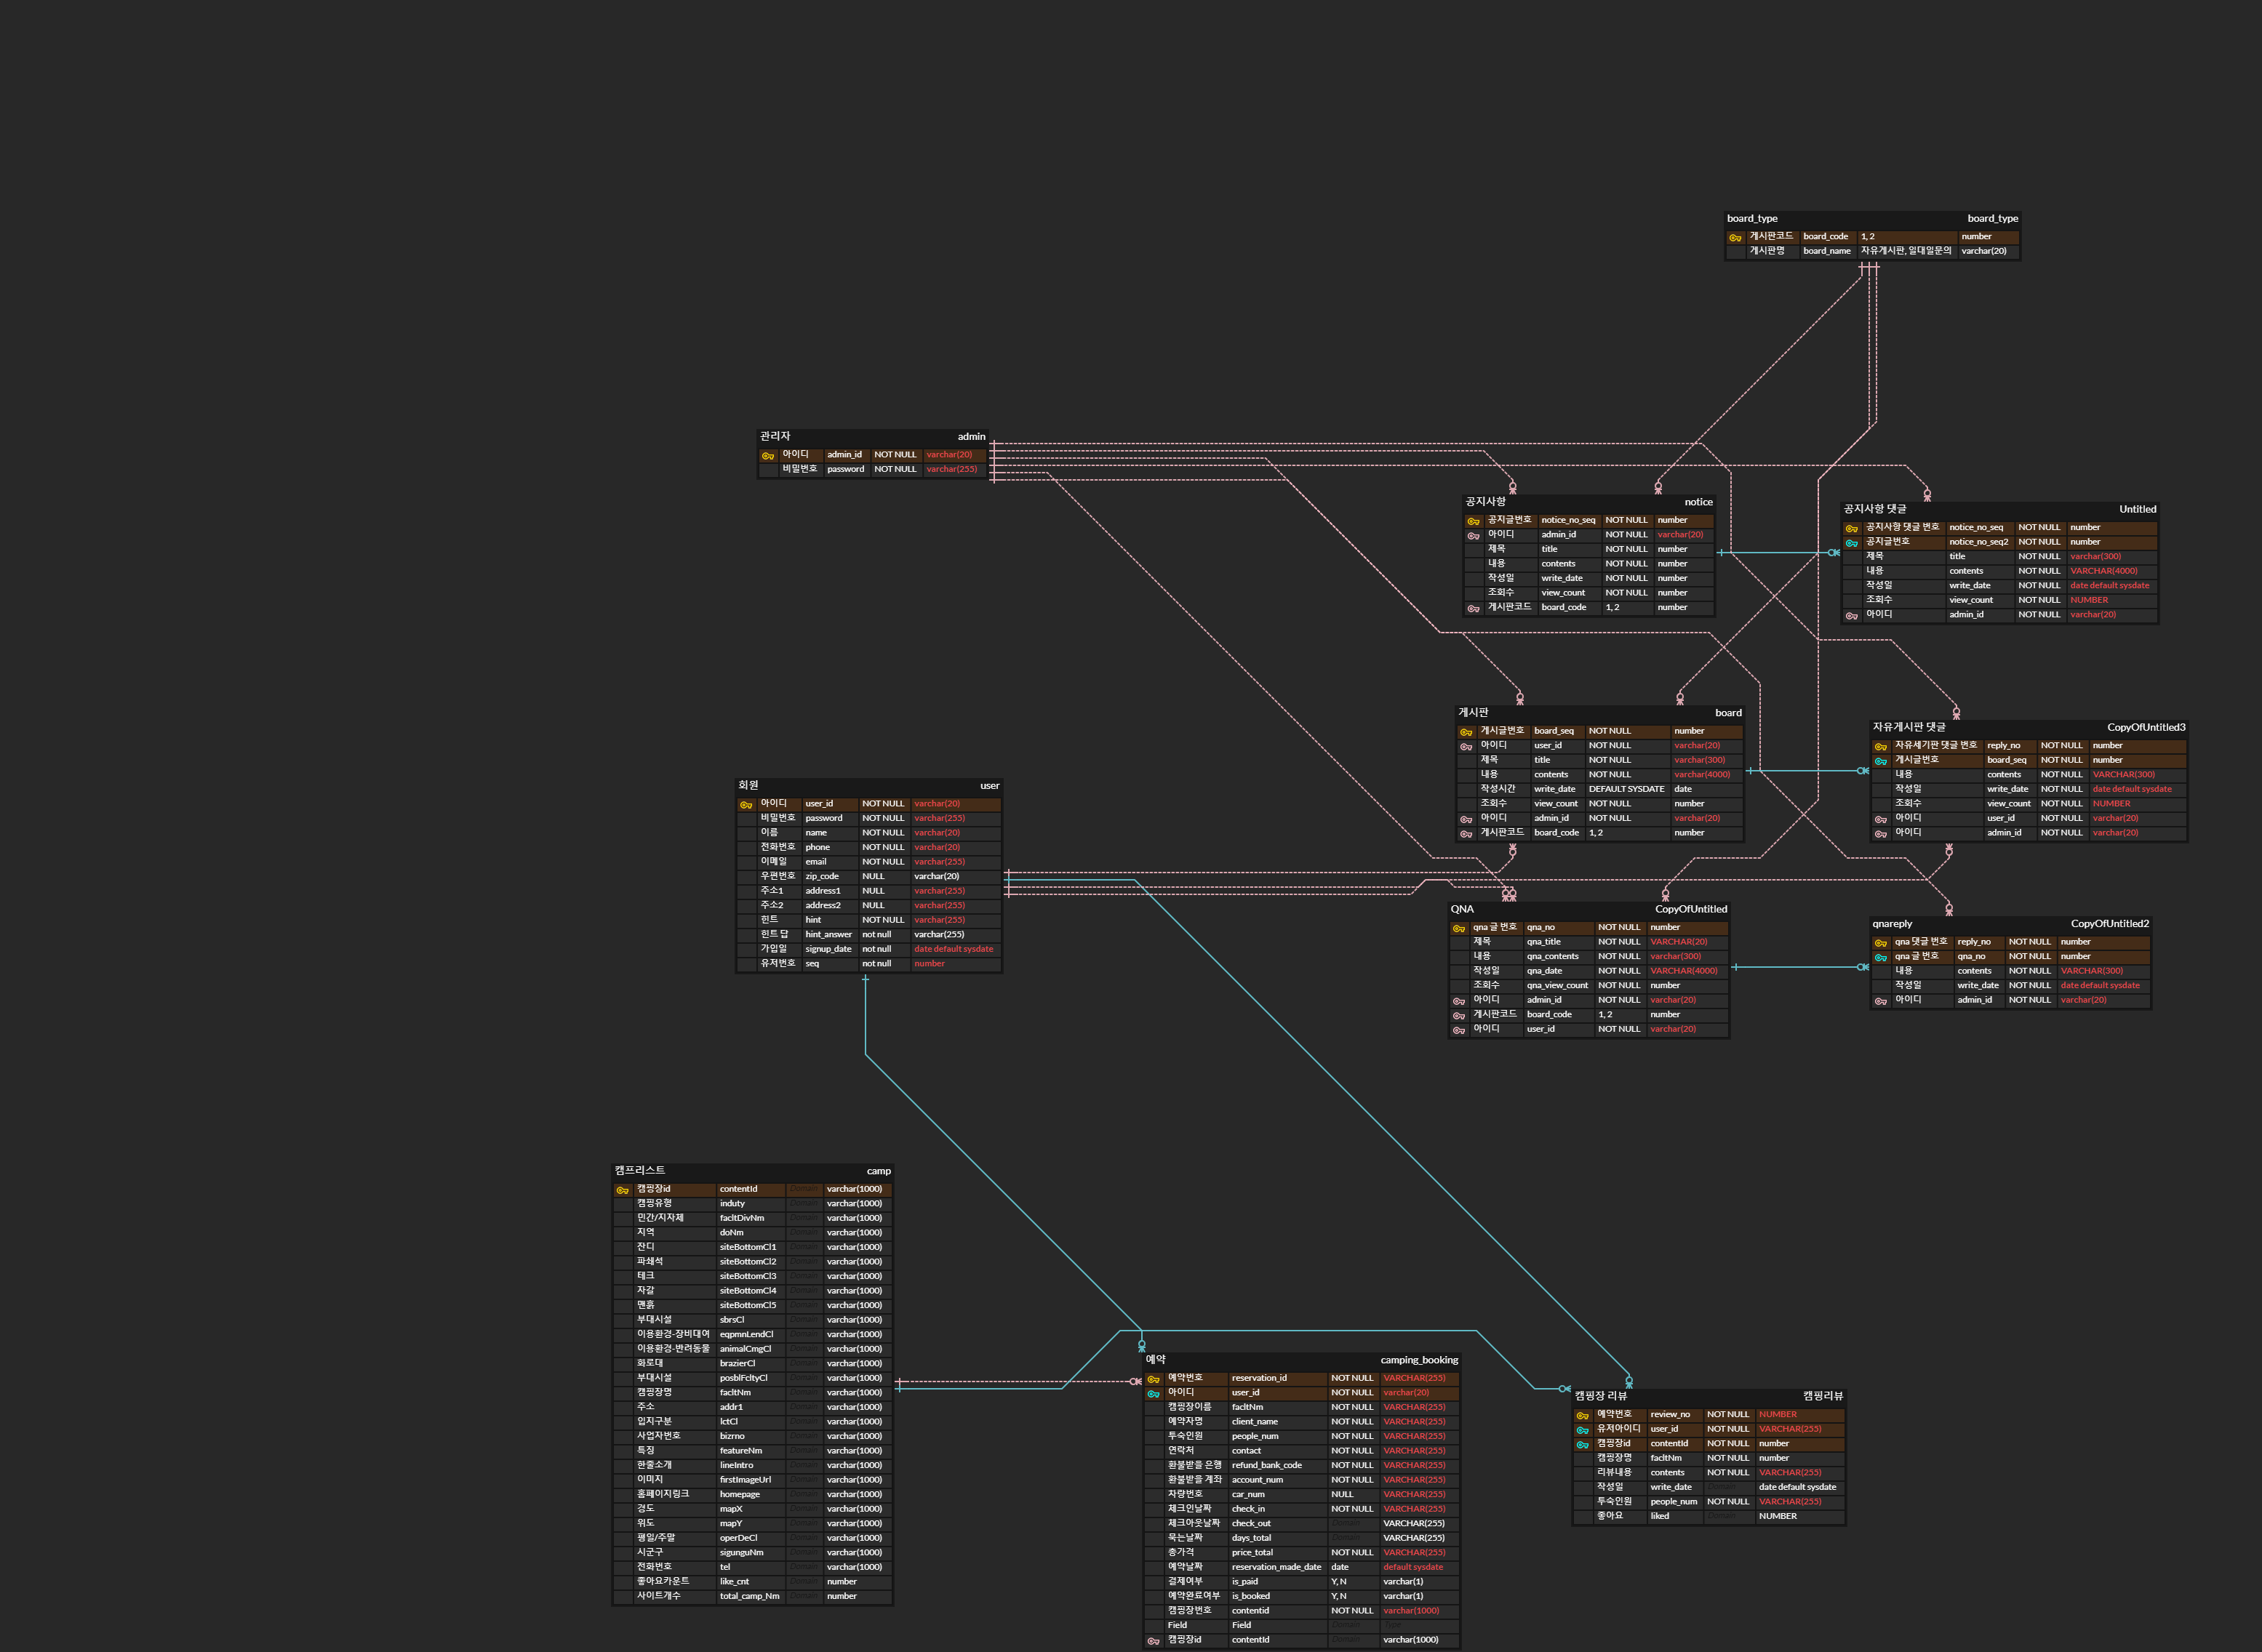 board_type board_type
게시판코드 board_code 1, 2 number
게시판명 board_name 자유게시판, 일대일문의 varchar(20)
관리자 admin
아이디 admin_id NOT NULL varchar(20)
비밀번호 password NOT NULL varchar(255)
공지사항 notice
공지글번호 notice_no_seq NOT NULL number
아이디 admin_id NOT NULL varchar(20)
제목 title NOT NULL number
내용 contents NOT NULL number
작성일 write_date NOT NULL number
조회수 view_count NOT NULL number
게시판코드 board_code 1, 2 number
공지사항 댓글 Untitled
공지사항 댓글 번호 notice_no_seq NOT NULL number
공지글번호 notice_no_seq2 NOT NULL number
제목 title NOT NULL varchar(300)
내용 contents NOT NULL VARCHAR(4000)
작성일 write_date NOT NULL date default sysdate
조회수 view_count NOT NULL NUMBER
아이디 admin_id NOT NULL varchar(20)
게시판 board
게시글번호 board_seq NOT NULL number
아이디 user_id NOT NULL varchar(20)
제목 title NOT NULL varchar(300)
내용 contents NOT NULL varchar(4000)
작성시간 write_date DEFAULT SYSDATE date
조회수 view_count NOT NULL number
아이디 admin_id NOT NULL varchar(20)
게시판코드 board_code 1, 2 number
자유게시판 댓글 CopyOfUntitled3
자유세기판 댓글 번호 reply_no NOT NULL number
게시글번호 board_seq NOT NULL number
내용 contents NOT NULL VARCHAR(300)
작성일 write_date NOT NULL date default sysdate
조회수 view_count NOT NULL NUMBER
아이디 user_id NOT NULL varchar(20)
아이디 admin_id NOT NULL varchar(20)
회원 user
아이디 user_id NOT NULL varchar(20)
비밀번호 password NOT NULL varchar(255)
이름 name NOT NULL varchar(20)
전화번호 phone NOT NULL varchar(20)
이메일 email NOT NULL varchar(255)
우편번호 zip_code NULL varchar(20)
주소1 address1 NULL varchar(255)
주소2 address2 NULL varchar(255)
힌트 hint NOT NULL varchar(255)
힌트 답 hint_answer not null varchar(255)
가입일 signup_date not null date default sysdate
유저번호 seq not null number
QNA CopyOfUntitled
qna 글 번호 qna_no NOT NULL number
제목 qna_title NOT NULL VARCHAR(20)
내용 qna_contents NOT NULL varchar(300)
작성일 qna_date NOT NULL VARCHAR(4000)
조회수 qna_view_count NOT NULL number
아이디 admin_id NOT NULL varchar(20)
게시판코드 board_code 1, 2 number
아이디 user_id NOT NULL varchar(20)
qnareply CopyOfUntitled2
qna 댓글 번호 reply_no NOT NULL number
qna 글 번호 qna_no NOT NULL number
내용 contents NOT NULL VARCHAR(300)
작성일 write_date NOT NULL date default sysdate
아이디 admin_id NOT NULL varchar(20)
캠프리스트 camp
캠핑장id contentId Domain varchar(1000)
캠핑유형 induty Domain varchar(1000)
민간/지자체 facltDivNm Domain varchar(1000)
지역 doNm Domain varchar(1000)
잔디 siteBottomCl1 Domain varchar(1000)
파쇄석 siteBottomCl2 Domain varchar(1000)
테크 siteBottomCl3 Domain varchar(1000)
자갈 siteBottomCl4 Domain varchar(1000)
맨흙 siteBottomCl5 Domain varchar(1000)
부대시설 sbrsCl Domain varchar(1000)
이용환경-장비대여 eqpmnLendCl Domain varchar(1000)
이용환경-반려동물 animalCmgCl Domain varchar(1000)
화로대 brazierCl Domain varchar(1000)
부대시설 posblFcltyCl Domain varchar(1000)
캠핑장명 facltNm Domain varchar(1000)
주소 addr1 Domain varchar(1000)
입지구분 lctCl Domain varchar(1000)
사업자번호 bizrno Domain varchar(1000)
특징 featureNm Domain varchar(1000)
한줄소개 lineIntro Domain varchar(1000)
이미지 firstImageUrl Domain varchar(1000)
홈페이지링크 homepage Domain varchar(1000)
경도 mapX Domain varchar(1000)
위도 mapY Domain varchar(1000)
평일/주말 operDeCl Domain varchar(1000)
시군구 sigunguNm Domain varchar(1000)
전화번호 tel Domain varchar(1000)
좋아요카운트 like_cnt Domain number
사이트개수 total_camp_Nm Domain number
예약 camping_booking
예약번호 reservation_id NOT NULL VARCHAR(255)
아이디 user_id NOT NULL varchar(20)
캠핑장이름 facltNm NOT NULL VARCHAR(255)
예약자명 client_name NOT NULL VARCHAR(255)
투숙인원 people_num NOT NULL VARCHAR(255)
연락처 contact NOT NULL VARCHAR(255)
환불받을 은행 refund_bank_code NOT NULL VARCHAR(255)
환불받을 계좌 account_num NOT NULL VARCHAR(255)
차량번호 car_num NULL VARCHAR(255)
체크인날짜 check_in NOT NULL VARCHAR(255)
체크아웃날짜 check_out Domain VARCHAR(255)
묵는날짜 days_total Domain VARCHAR(255)
총가격 price_total NOT NULL VARCHAR(255)
예약날짜 reservation_made_date date default sysdate
결제여부 is_paid Y, N varchar(1)
예약완료여부 is_booked Y, N varchar(1)
캠핑장번호 contentid NOT NULL varchar(1000)
Field Field Domain Type
캠핑장id contentId Domain varchar(1000)
캠핑장 리뷰 캠핑리뷰
예약번호 review_no NOT NULL NUMBER
유저아이디 user_id NOT NULL VARCHAR(255)
캠핑장id contentId NOT NULL number
캠핑장명 facltNm NOT NULL number
리뷰내용 contents NOT NULL VARCHAR(255)
작성일 write_date Domain date default sysdate
투숙인원 people_num NOT NULL VARCHAR(255)
좋아요 liked Domain NUMBER